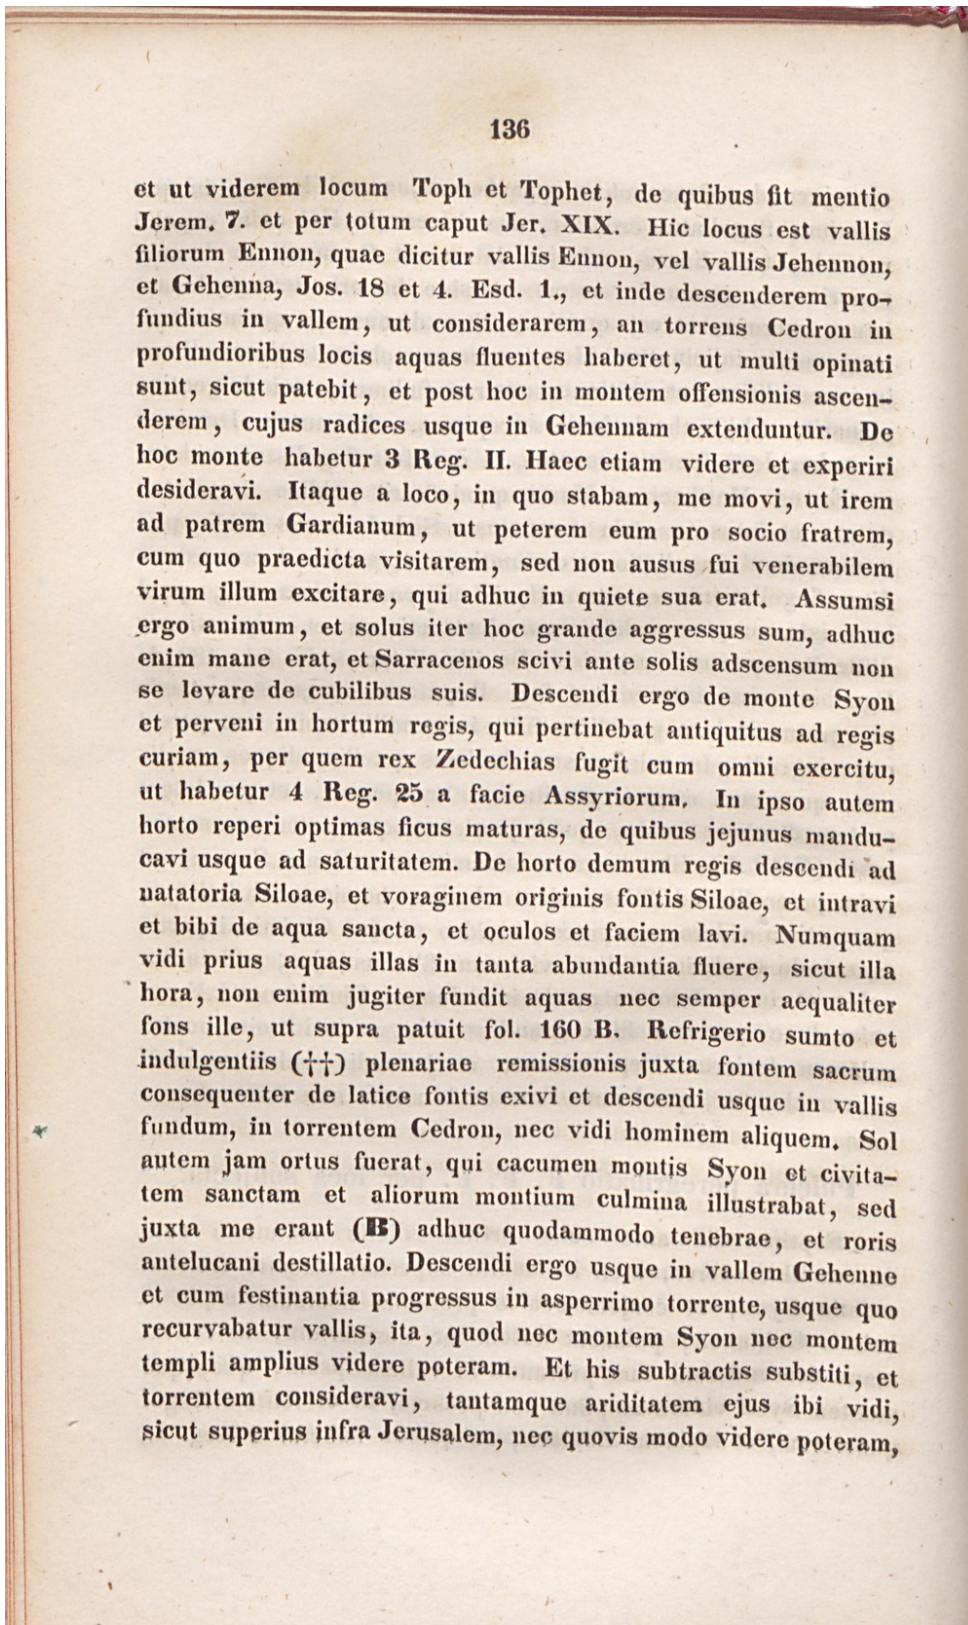 136
et ut viderem locum Toph et Tophet, de quibus fit mentio
Jerem. 7. et per totum caput Jer. XIX. Hic locus est vallis
filiorum Ennon, quae dicitur vallis Ennon, vel vallis Jehennon,
et Gehenna, Jos. 18 et 4. Esd. 1., et inde descenderem pro-
fundius in vallem, ut considerarem, an torrens Cedron in
profundioribus locis aquas fluentes haberet, ut multi opinati
sunt, sicut patebit, et post hoc in montem offensionis ascen-
derem, cujus radices usque in Gehennam extenduntur. De
hoc monte habetur 3 Reg. II. Haec etiam videre et experiri
desideravi. Itaque a loco, in quo stabam, me movi, ut irem
ad patrem Gardianum, ut peterem eum pro socio fratrem,
cum quo praedicta visitarem, sed non ausus fui venerabilem
virum illum excitare, qui adhuc in quiete sua erat. Assumsi
ergo animum, et solus iter hoc grande aggressus sum, adhuc
enim mane erat, et Sarracenos scivi ante solis adscensum non
se levare de cubilibus suis. Descendi ergo de monte Syon
et perveni in hortum regis, qui pertinebat antiquitus ad regis
curiam, per quem rex Zedechias fugit cum omni exercitu,
ut habetur 4 Reg. 25 a facie Assyriorum. In ipso autem
horto reperi optimas ficus maturas, de quibus jejunus mandu-
cavi usque ad saturitatem. De horto demum regis descendi ad
natatoria Siloae, et voraginem originis fontis Siloae, et intravi
et bibi de aqua sancta, et oculos et faciem lavi. Numquam
vidi prius aquas illas in tanta abundantia fluere, sicut illa
hora, non enim jugiter fundit aquas nec semper aequaliter
fons ille, ut supra patuit fol. 160 B. Refrigerio sumto et
indulgentiis (††) plenariae remissionis juxta fontem sacrum
consequenter de latice fontis exivi et descendi usque in vallis
fundum, in torrentem Cedron, nec vidi hominem aliquem. Sol
autem jam ortus fuerat, qui cacumen montis Syon et civita-
tem sanctam et aliorum montium culmina illustrabat, sed
juxta me erant (B) adhuc quodammodo tenebrae, et roris
antelucani destillatio. Descendi ergo usque in vallem Gehenne
et cum festinantia progressus in asperrimo torrente, usque quo
recurvabatur vallis, ita, quod nec montem Syon nec montem
templi amplius videre poteram. Et his subtractis substiti, et
torrentem consideravi, tantamque ariditatem ejus ibi vidi,
sicut superius infra Jerusalem, nec quovis modo videre poteram,